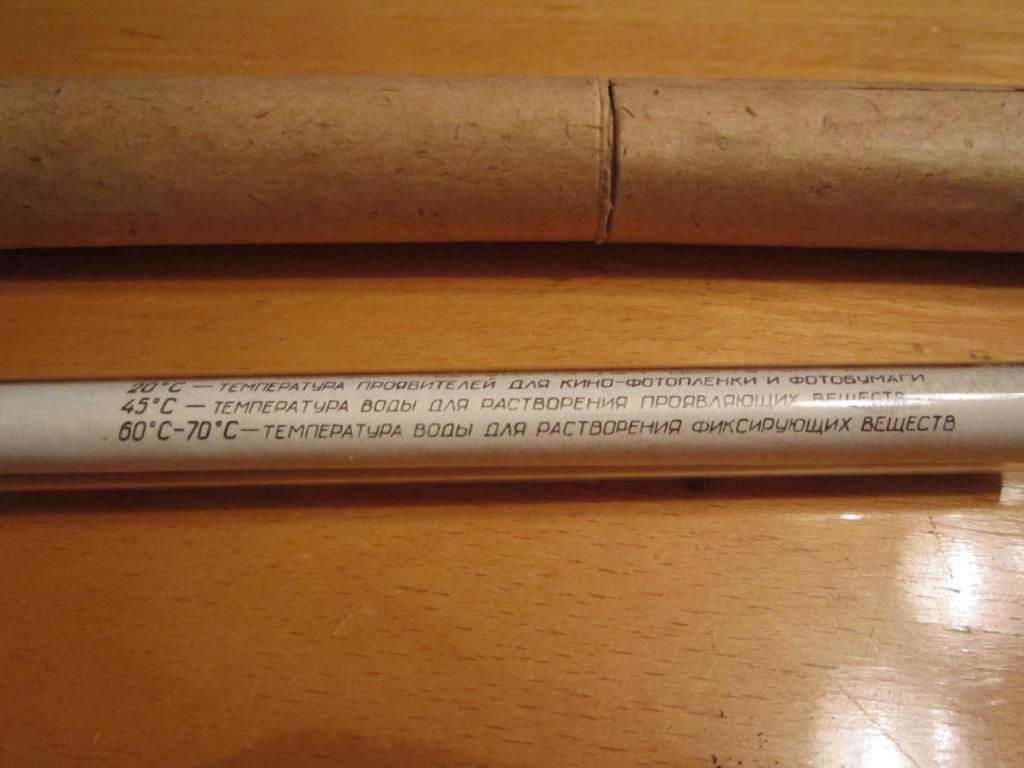 20°C — ТЕМПЕРАТУРА ПРОЯВИТЕЛЕЙ ДЛЯ КИНО-ФОТОПЛЕНКИ И ФОТОБУМАГИ
45°C — ТЕМПЕРАТУРА ВОДЫ ДЛЯ РАСТВОРЕНИЯ ПРОЯВЛЯЮЩИХ ВЕЩЕСТВ
60°C-70°C — ТЕМПЕРАТУРА ВОДЫ ДЛЯ РАСТВОРЕНИЯ ФИКСИРУЮЩИХ ВЕЩЕСТВ